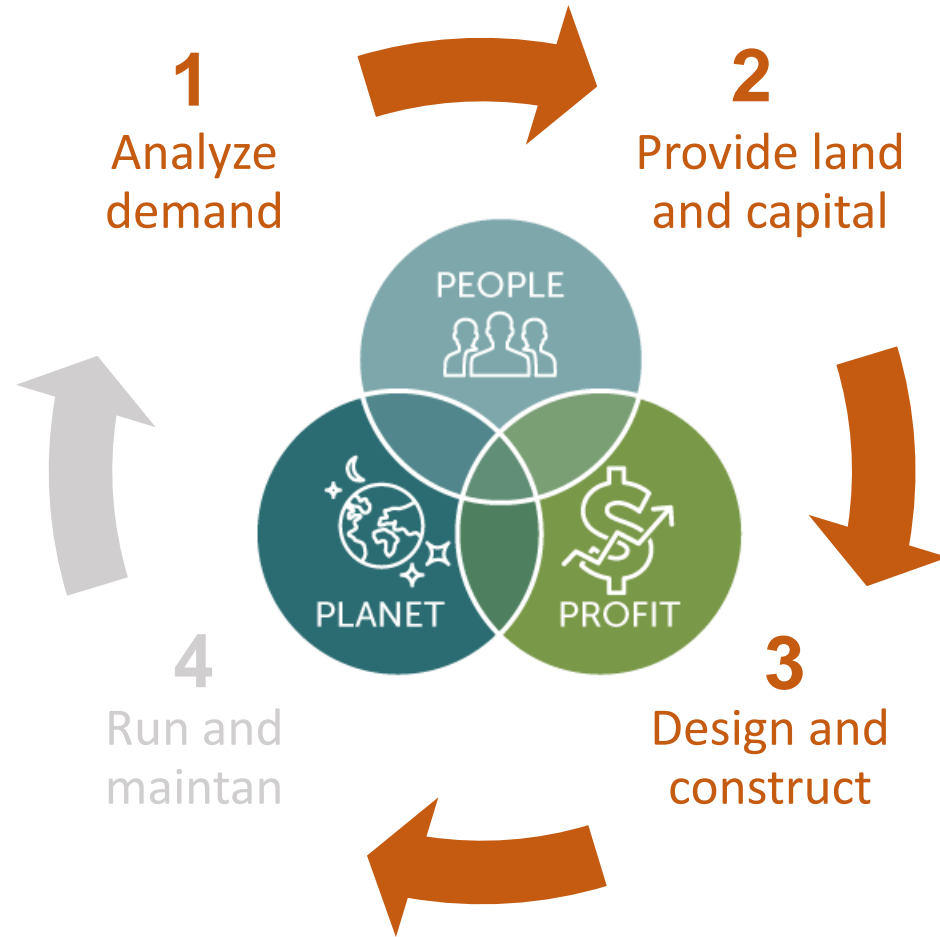 1
Analyze
demand
2
Provide land
and capital
PEOPLE
PLANET
PROFIT
4
Run and
maintan
3
Design and
construct